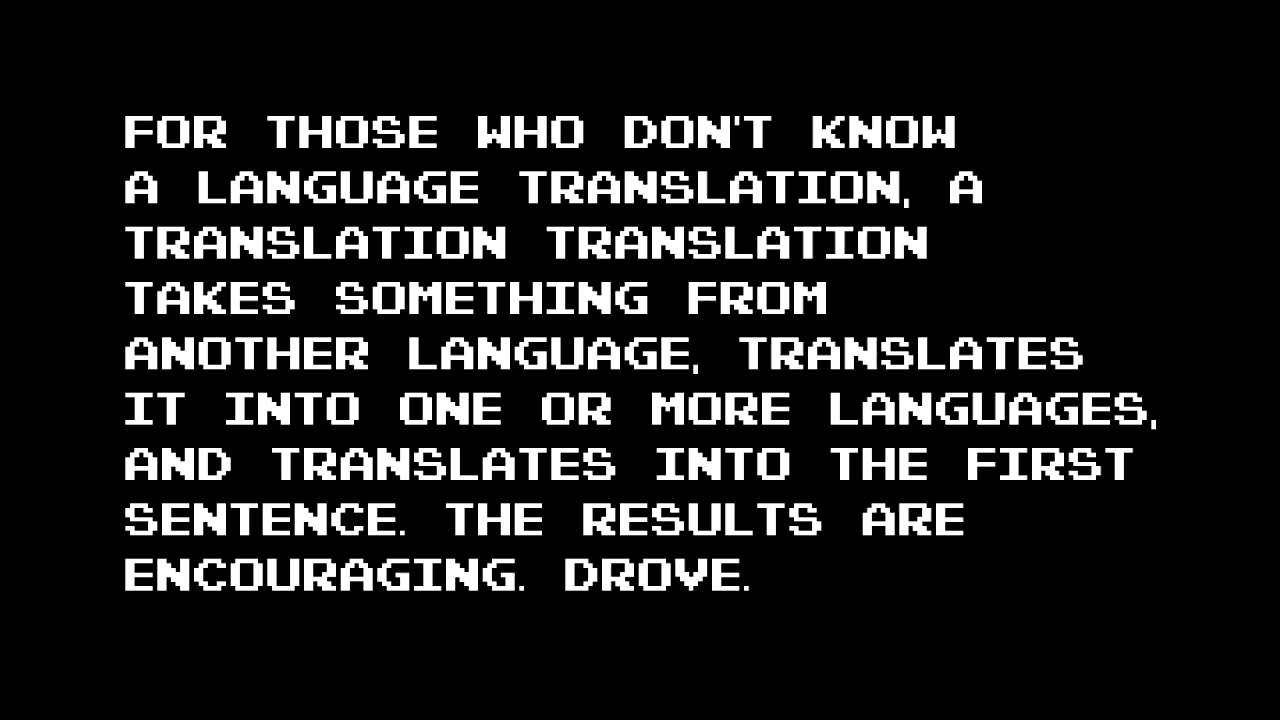 FOR THOSE WHO DON'T KNOW
A LANGUAGE TRANSLATION, A
TRANSLATION TRANSLATION
TAKES SOMETHING FROM
ANOTHER LANGUAGE, TRANSLATES
IT INTO ONE OR MORE LANGUAGES,
AND TRANSLATES INTO THE FIRST
SENTENCE. THE RESULTS ARE
ENCOURAGING. DROVE.